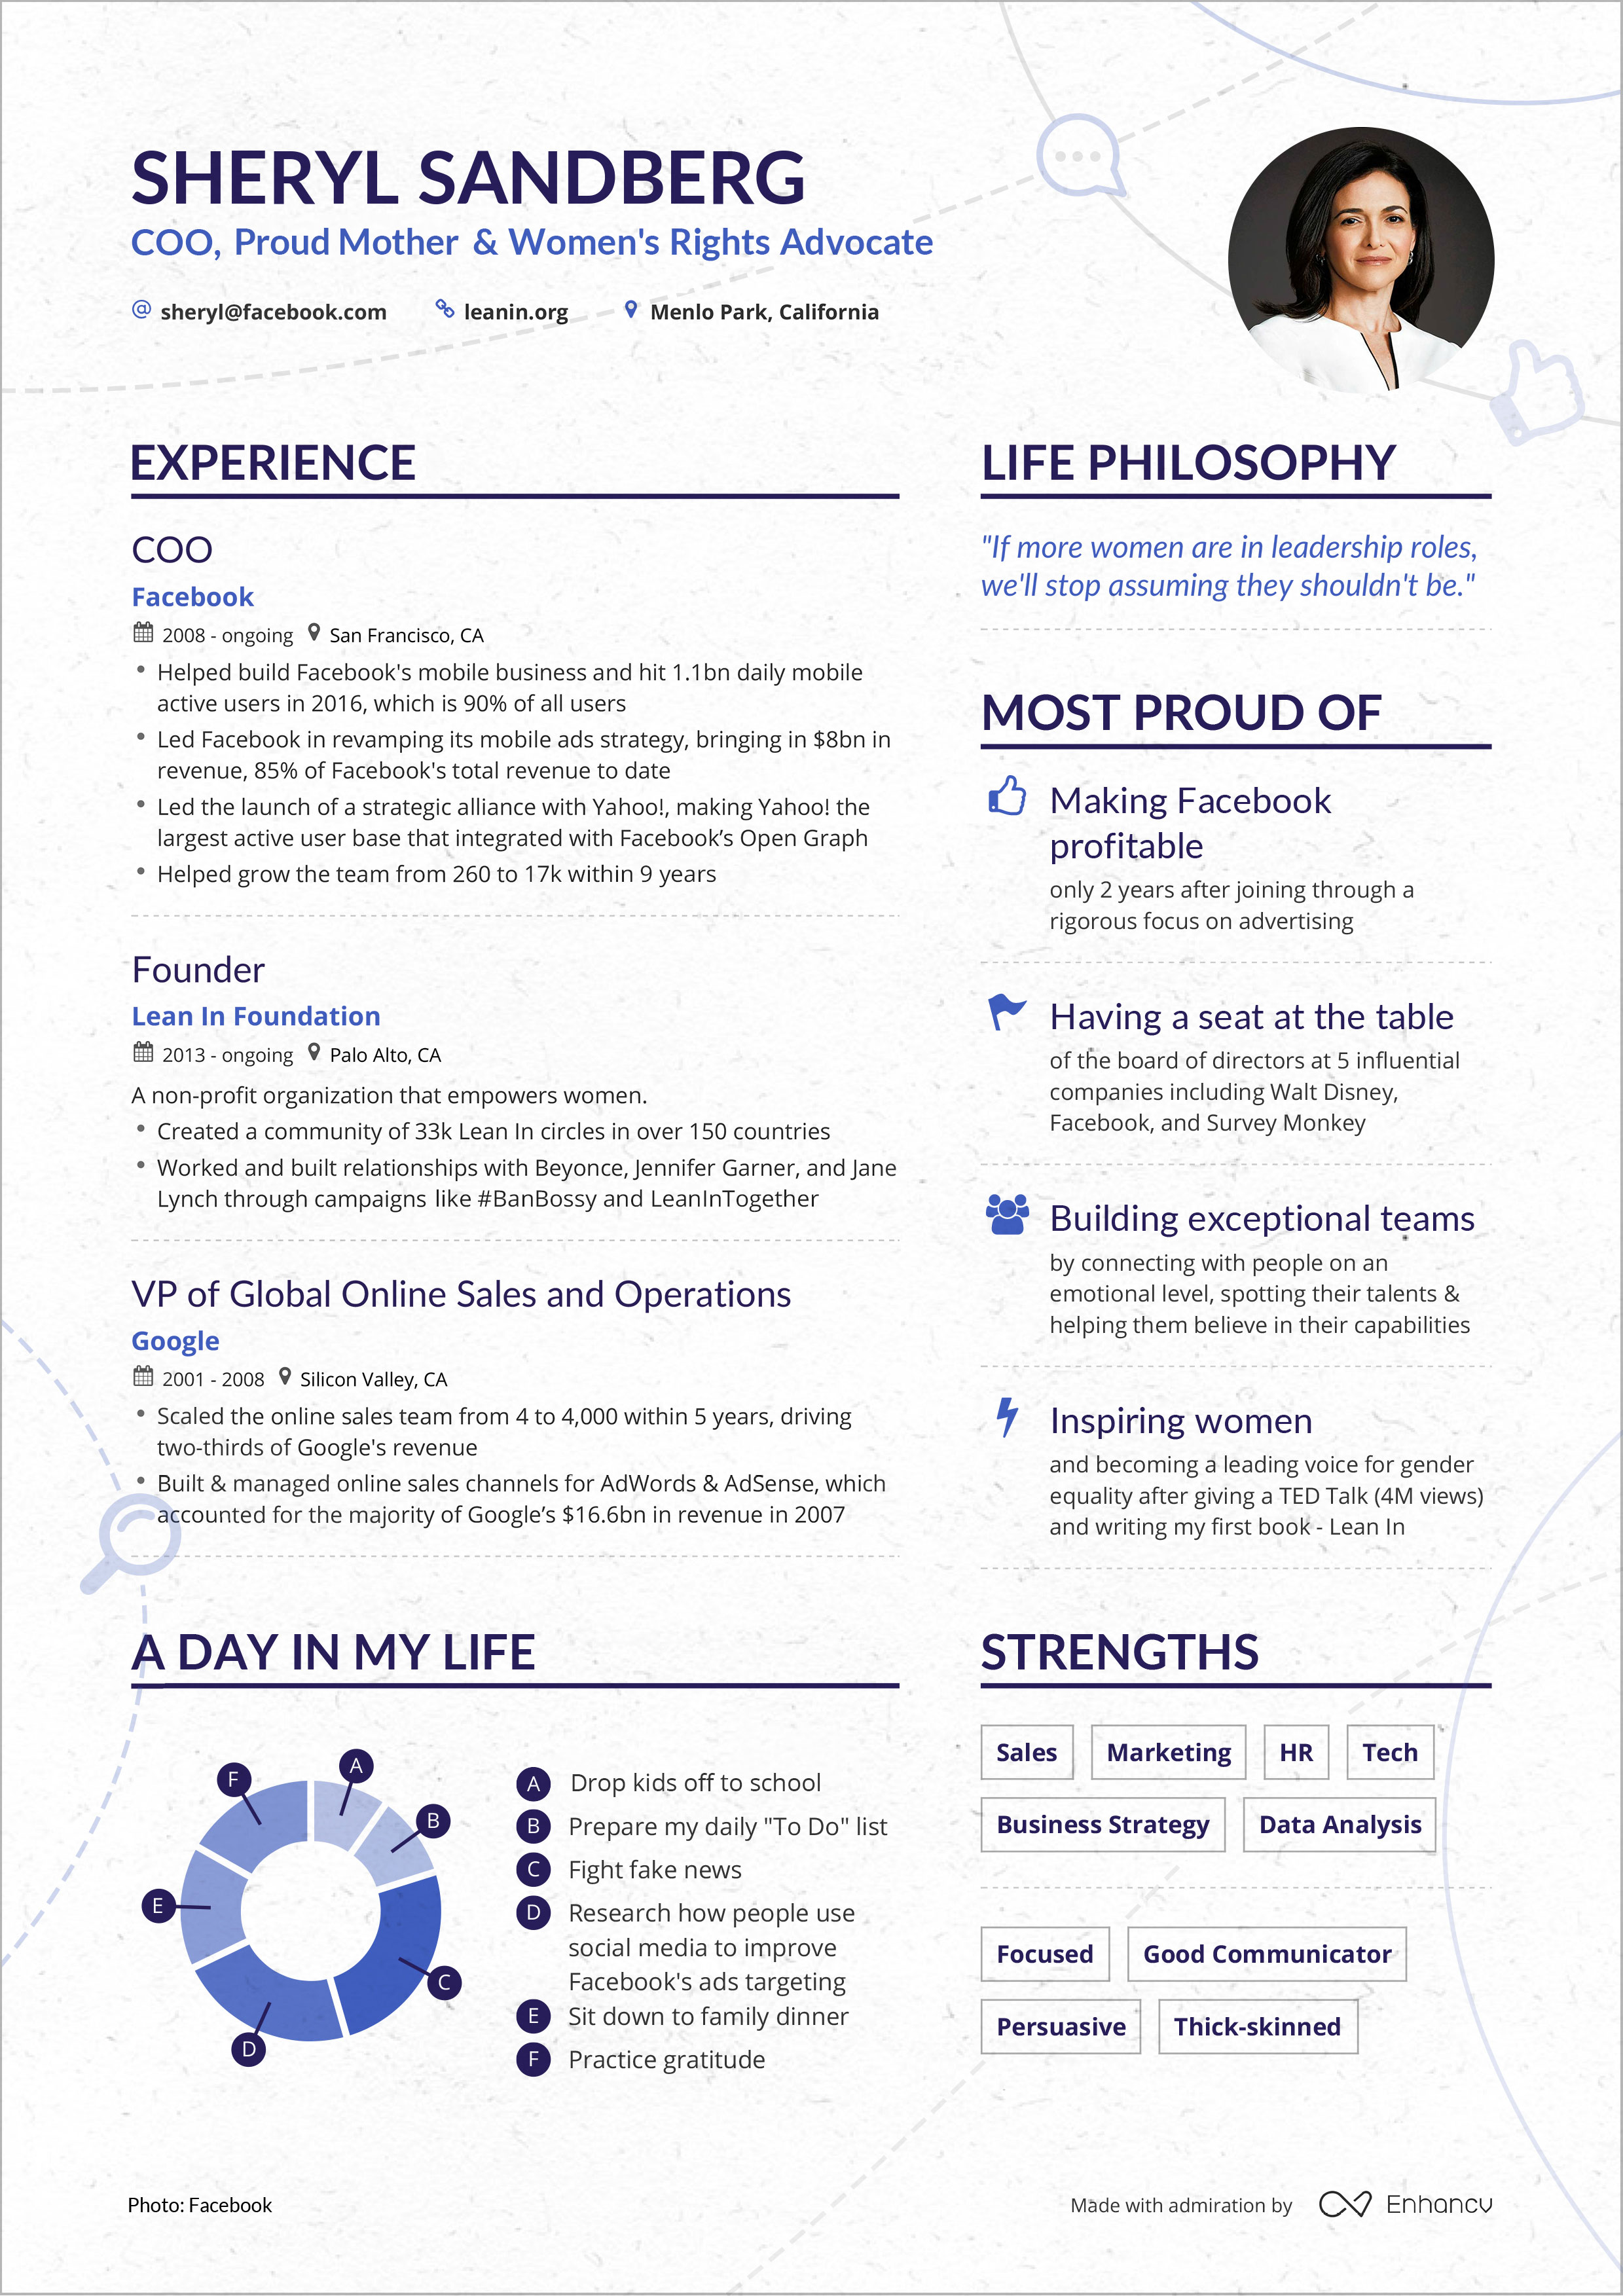 SHERYL SANDBERG
COO, Proud Mother & Women's Rights Advocate
@ sheryl@facebook.com leanin.org Menlo Park, California
EXPERIENCE
COO
Facebook
2008 - ongoing San Francisco, CA
• Helped build Facebook's mobile business and hit 1.1bn daily mobile
active users in 2016, which is 90% of all users
• Led Facebook in revamping its mobile ads strategy, bringing in $8bn in
revenue, 85% of Facebook's total revenue to date
• Led the launch of a strategic alliance with Yahoo!, making Yahoo! the
largest active user base that integrated with Facebook’s Open Graph
• Helped grow the team from 260 to 17k within 9 years
Founder
Lean In Foundation
2013 - ongoing Palo Alto, CA
A non-profit organization that empowers women.
• Created a community of 33k Lean In circles in over 150 countries
• Worked and built relationships with Beyonce, Jennifer Garner, and Jane
Lynch through campaigns like #BanBossy and LeanInTogether
VP of Global Online Sales and Operations
Google
2001 - 2008 Silicon Valley, CA
• Scaled the online sales team from 4 to 4,000 within 5 years, driving
two-thirds of Google's revenue
• Built & managed online sales channels for AdWords & AdSense, which
accounted for the majority of Google’s $16.6bn in revenue in 2007
A DAY IN MY LIFE
A
B
C
D
E
F
A Drop kids off to school
B Prepare my daily "To Do" list
C Fight fake news
D Research how people use
social media to improve
Facebook's ads targeting
E Sit down to family dinner
F Practice gratitude
LIFE PHILOSOPHY
"If more women are in leadership roles,
we'll stop assuming they shouldn't be."
MOST PROUD OF
Making Facebook
profitable
only 2 years after joining through a
rigorous focus on advertising
Having a seat at the table
of the board of directors at 5 influential
companies including Walt Disney,
Facebook, and Survey Monkey
Building exceptional teams
by connecting with people on an
emotional level, spotting their talents &
helping them believe in their capabilities
Inspiring women
and becoming a leading voice for gender
equality after giving a TED Talk (4M views)
and writing my first book - Lean In
STRENGTHS
Sales Marketing HR Tech
Business Strategy Data Analysis
Focused Good Communicator
Persuasive Thick-skinned
Photo: Facebook
Made with admiration by Enhancv